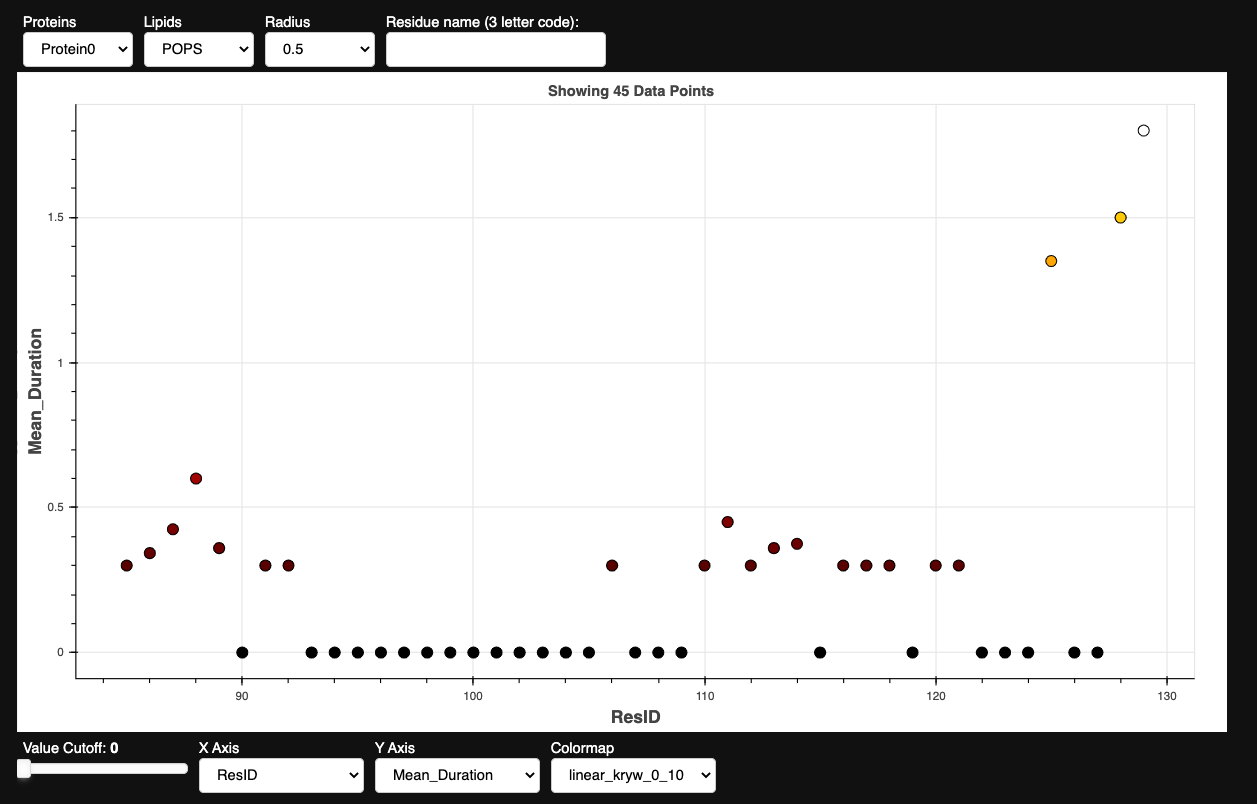 Proteins Lipids Radius Residue name (3 letter code):
Protein0 POPS 0.5
Showing 45 Data Points
1.5
1
0.5
0
Mean_Duration
90 100 110 120 130
ResID
Value Cutoff: 0 X Axis Y Axis Colormap
ResID Mean_Duration linear_kryw_0_10